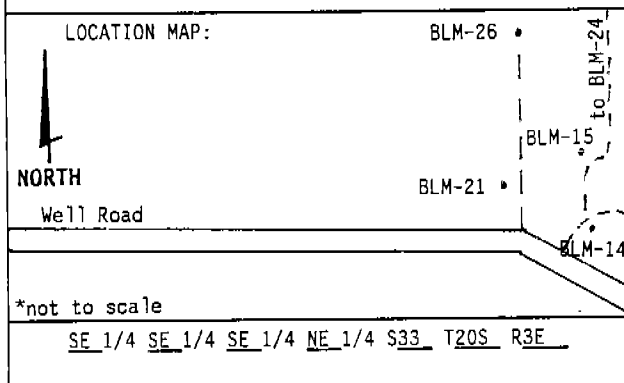 LOCATION MAP:
BLM-26
to BLM-24
BLM-15
NORTH
BLM-21
Well Road
BLM-14
*not to scale
SE 1/4 SE 1/4 SE 1/4 NE 1/4 S33 T20S R3E